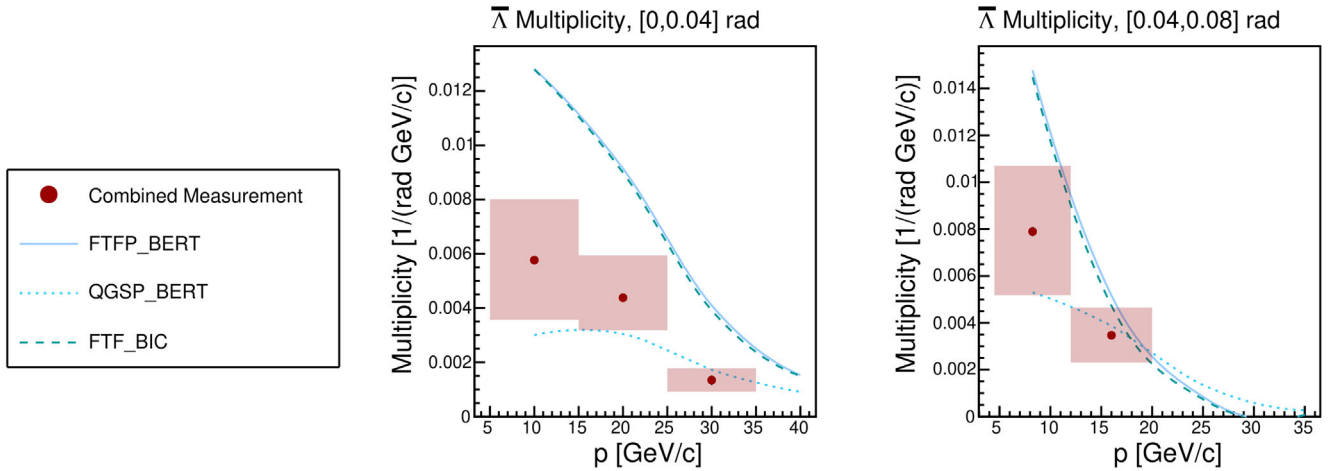 Combined Measurement
FTFP_BERT
QGSP_BERT
FTF_BIC
Λ̅ Multiplicity, [0,0.04] rad
Multiplicity [1/(rad GeV/c)]
0.012
0.01
0.008
0.006
0.004
0.002
0
5 10 15 20 25 30 35 40
p [GeV/c]
Λ̅ Multiplicity, [0.04,0.08] rad
Multiplicity [1/(rad GeV/c)]
0.014
0.012
0.01
0.008
0.006
0.004
0.002
0
5 10 15 20 25 30 35
p [GeV/c]